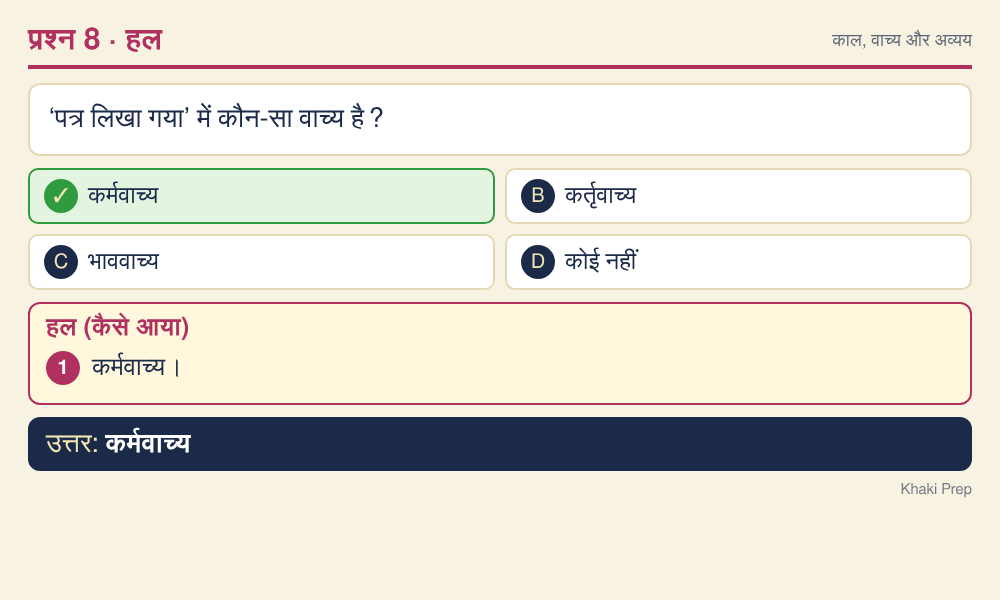 प्रश्न 8 · हल
काल, वाच्य और अव्यय
‘पत्र लिखा गया’ में कौन-सा वाच्य है ?
✓ कर्मवाच्य
B कर्तृवाच्य
C भाववाच्य
D कोई नहीं
हल (कैसे आया)
1 कर्मवाच्य ।
उत्तर: कर्मवाच्य
Khaki Prep